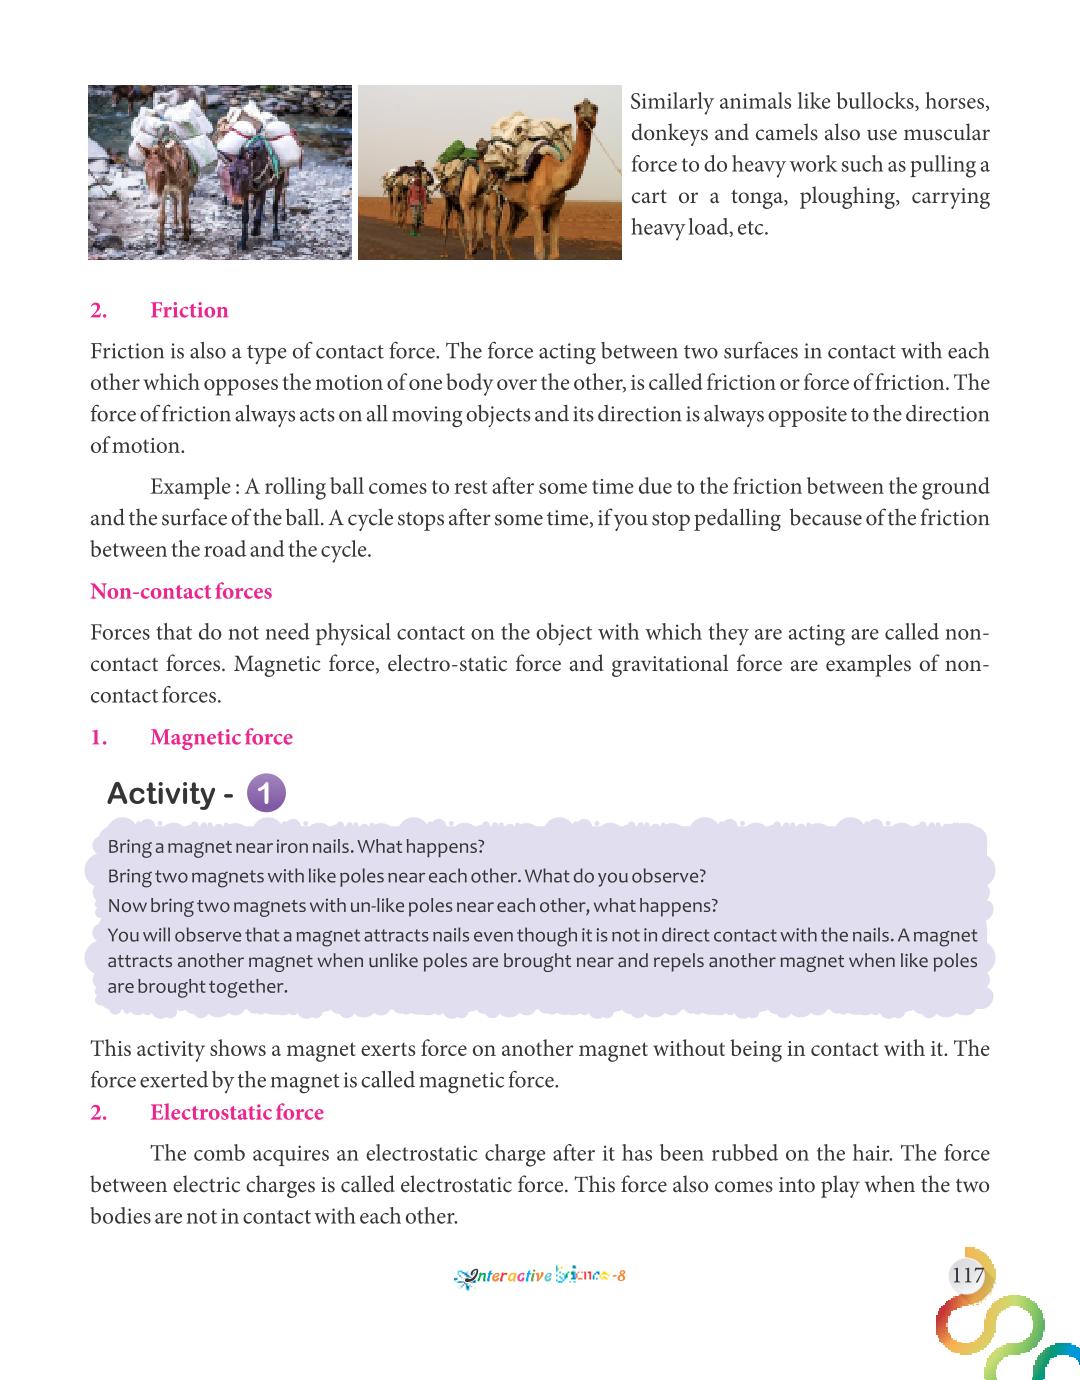 Similarly animals like bullocks, horses,
donkeys and camels also use muscular
force to do heavy work such as pulling a
cart or a tonga, ploughing, carrying
heavy load, etc.
2. Friction
Friction is also a type of contact force. The force acting between two surfaces in contact with each
other which opposes the motion of one body over the other, is called friction or force of friction. The
force of friction always acts on all moving objects and its direction is always opposite to the direction
of motion.
Example : A rolling ball comes to rest after some time due to the friction between the ground
and the surface of the ball. A cycle stops after some time, if you stop pedalling because of the friction
between the road and the cycle.
Non-contact forces
Forces that do not need physical contact on the object with which they are acting are called non-
contact forces. Magnetic force, electro-static force and gravitational force are examples of non-
contact forces.
1. Magnetic force
Activity - 1
Bring a magnet near iron nails. What happens?
Bring two magnets with like poles near each other. What do you observe?
Now bring two magnets with un-like poles near each other, what happens?
You will observe that a magnet attracts nails even though it is not in direct contact with the nails. A magnet
attracts another magnet when unlike poles are brought near and repels another magnet when like poles
are brought together.
This activity shows a magnet exerts force on another magnet without being in contact with it. The
force exerted by the magnet is called magnetic force.
2. Electrostatic force
The comb acquires an electrostatic charge after it has been rubbed on the hair. The force
between electric charges is called electrostatic force. This force also comes into play when the two
bodies are not in contact with each other.
Interactive Science-8
117